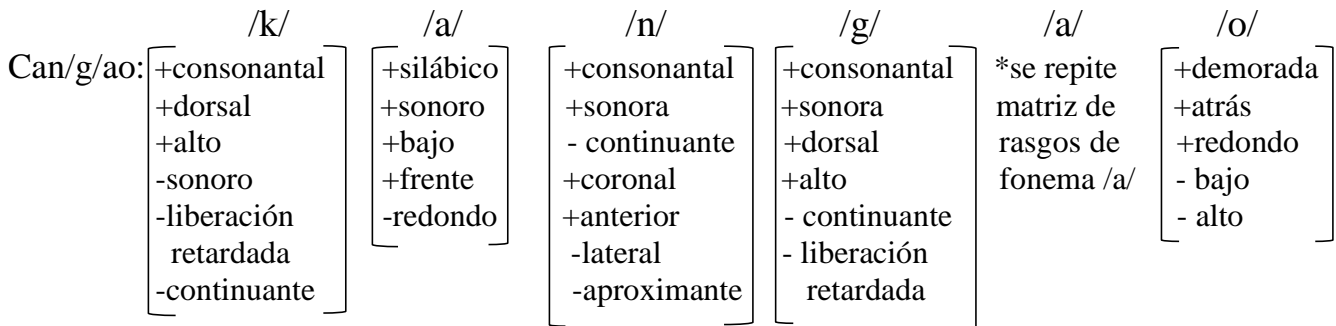 /k/ /a/ /n/ /g/ /a/ /o/
Can/g/ao: +consonantal +silábico +consonantal +consonantal *se repite +demorada
+dorsal +sonoro +sonora +sonora matriz de +atrás
+alto +bajo - continuante +dorsal rasgos de +redondo
-sonoro +frente +coronal +alto fonema /a/ - bajo
-liberación -redondo +anterior - continuante - alto
retardada -lateral - liberación
-continuante -aproximante retardada